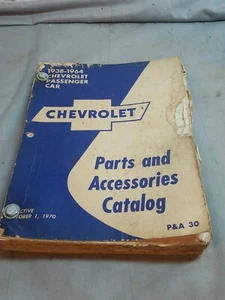 1938-1964
CHEVROLET
PASSENGER
CAR
CHEVROLET
Parts and
Accessories
Catalog
CTIVE
OBER 1, 1970
P&A 30